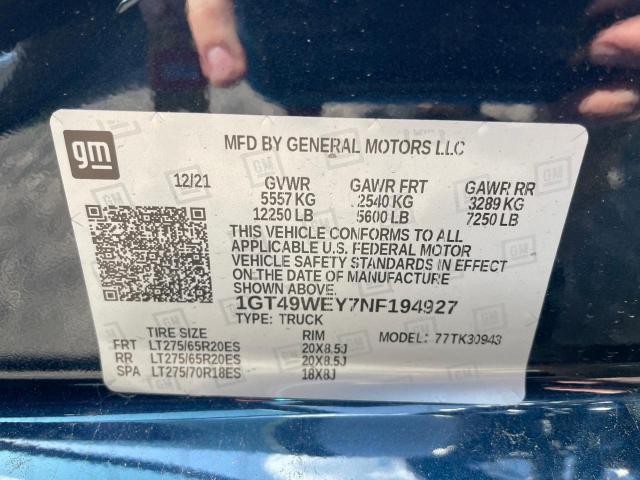 gm
MFD BY GENERAL MOTORS LLC
12/21 GVWR GAWR FRT GAWR RR
5557 KG 2540 KG 3289 KG
12250 LB 5600 LB 7250 LB
THIS VEHICLE CONFORMS TO ALL
APPLICABLE U.S. FEDERAL MOTOR
VEHICLE SAFETY STANDARDS IN EFFECT
ON THE DATE OF MANUFACTURE
SHOWN ABOVE.
1GT49WEY7NF194927
TYPE: TRUCK MODEL: 77TK30943
TIRE SIZE RIM
FRT LT275/65R20ES 20X8.5J
RR LT275/65R20ES 20X8.5J
SPA LT275/70R18ES 18X8J